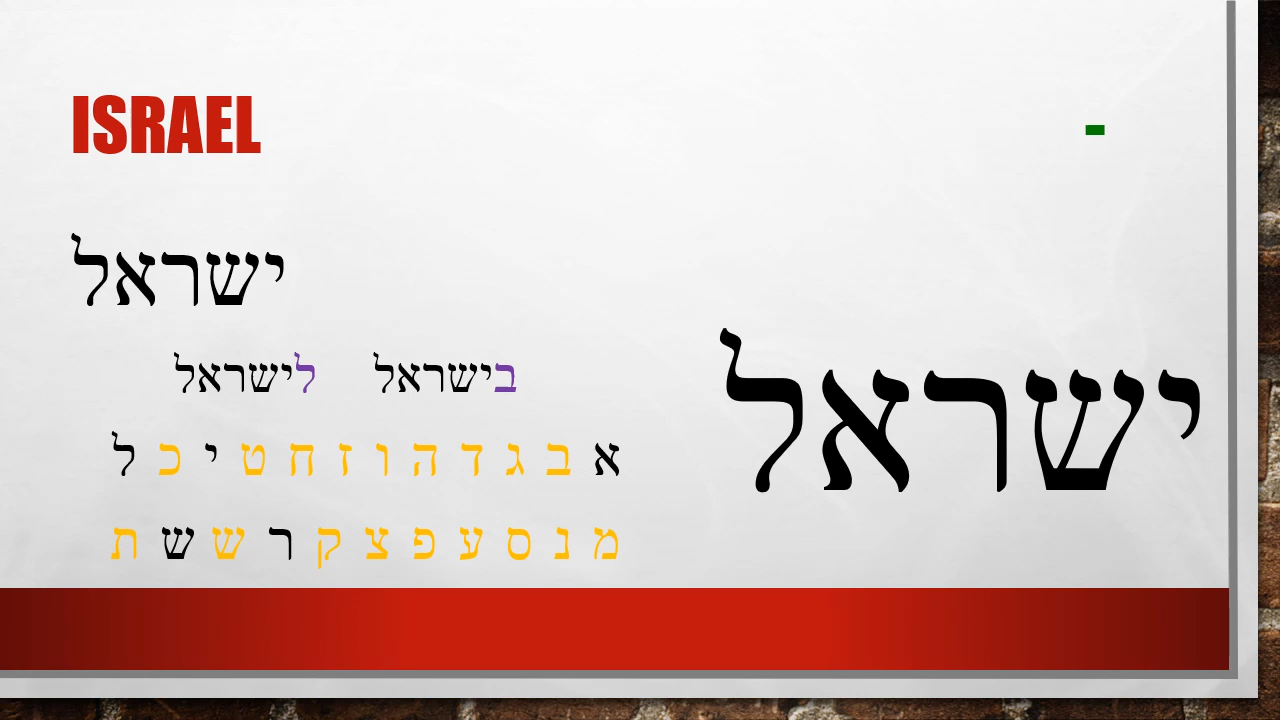 ISRAEL
-
ישראל
בישראל לישראל
א ב ג ד ה ו ז ח ט י כ ל
מ נ ס ע פ צ ק ר ש ש ת
ישראל